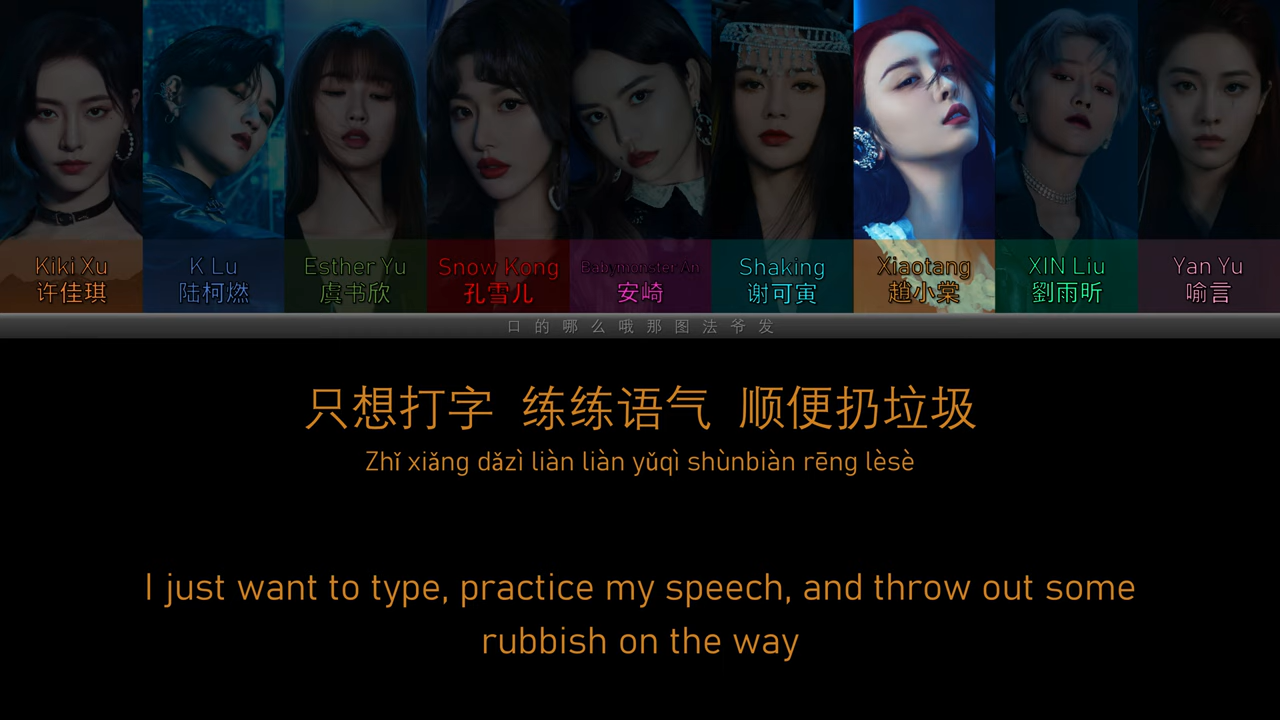 Kiki Xu K Lu Esther Yu Snow Kong Babymonster An Shaking Xiaotang XIN Liu Yan Yu
许佳琪 陆柯燃 虞书欣 孔雪儿 安崎 谢可寅 趙小棠 劉雨昕 喻言
口的哪么哦那图法爷发
只想打字 练练语气 顺便扔垃圾
Zhǐ xiǎng dǎzì liàn liàn yǔqì shùnbiàn rēng lèsè
I just want to type, practice my speech, and throw out some
rubbish on the way